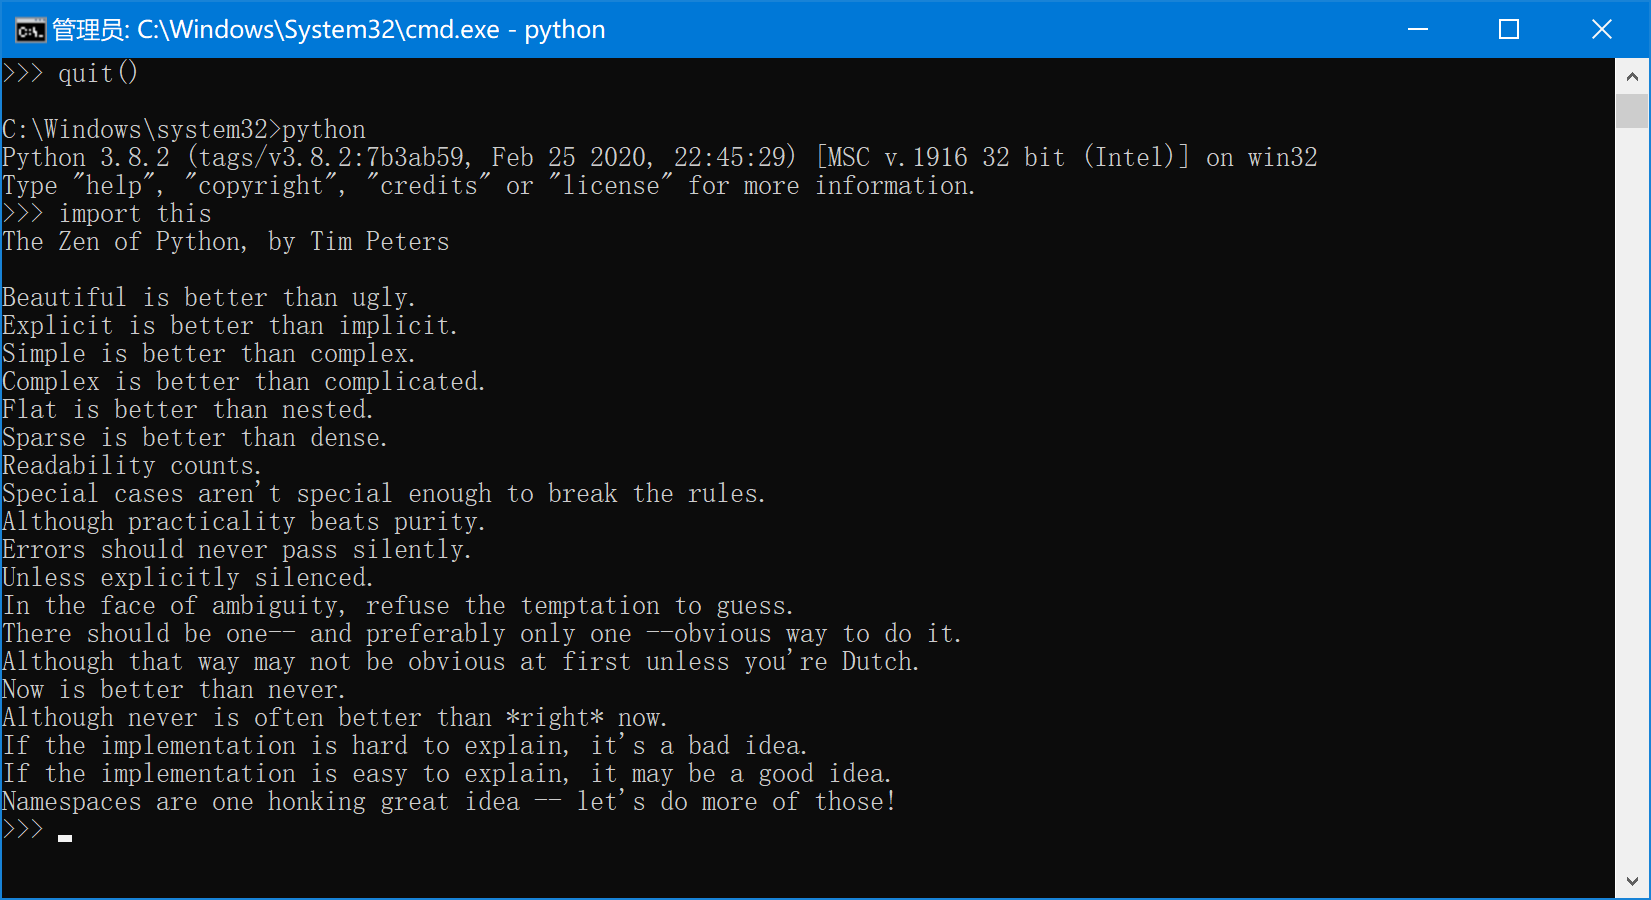 管理员: C:\Windows\System32\cmd.exe - python
>>> quit()
C:\Windows\system32>python
Python 3.8.2 (tags/v3.8.2:7b3ab59, Feb 25 2020, 22:45:29) [MSC v.1916 32 bit (Intel)] on win32
Type "help", "copyright", "credits" or "license" for more information.
>>> import this
The Zen of Python, by Tim Peters
Beautiful is better than ugly.
Explicit is better than implicit.
Simple is better than complex.
Complex is better than complicated.
Flat is better than nested.
Sparse is better than dense.
Readability counts.
Special cases aren't special enough to break the rules.
Although practicality beats purity.
Errors should never pass silently.
Unless explicitly silenced.
In the face of ambiguity, refuse the temptation to guess.
There should be one-- and preferably only one --obvious way to do it.
Although that way may not be obvious at first unless you're Dutch.
Now is better than never.
Although never is often better than *right* now.
If the implementation is hard to explain, it's a bad idea.
If the implementation is easy to explain, it may be a good idea.
Namespaces are one honking great idea -- let's do more of those!
>>>